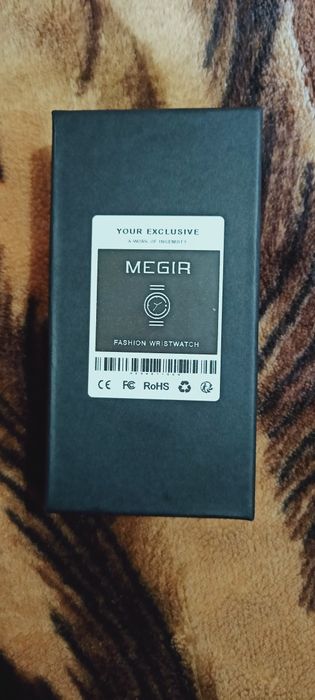 YOUR EXCLUSIVE
A WORK OF INGENUITY
MEGIR
FASHION WRISTWATCH
CE FC RoHS